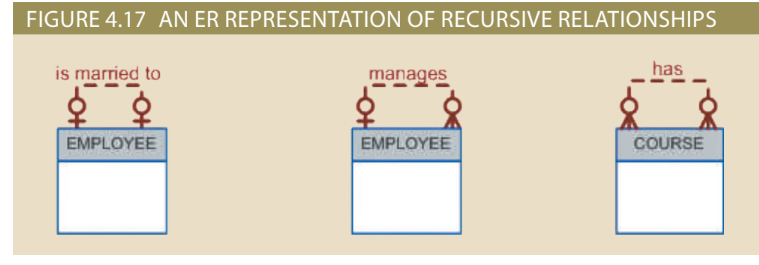 FIGURE 4.17 AN ER REPRESENTATION OF RECURSIVE RELATIONSHIPS
is married to
manages
has
EMPLOYEE
EMPLOYEE
COURSE